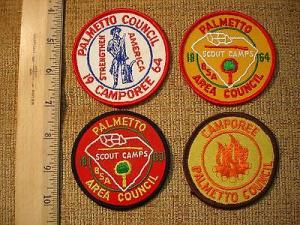 PALMETTO COUNCIL
STRENGTHEN
AMERICA
19 CAMPOREE 64
PALMETTO
SCOUT CAMPS
19 64
BSA
AREA COUNCIL
PALMETTO
SCOUT CAMPS
BSA
AREA COUNCIL
CAMPOREE
PALMETTO COUNCIL